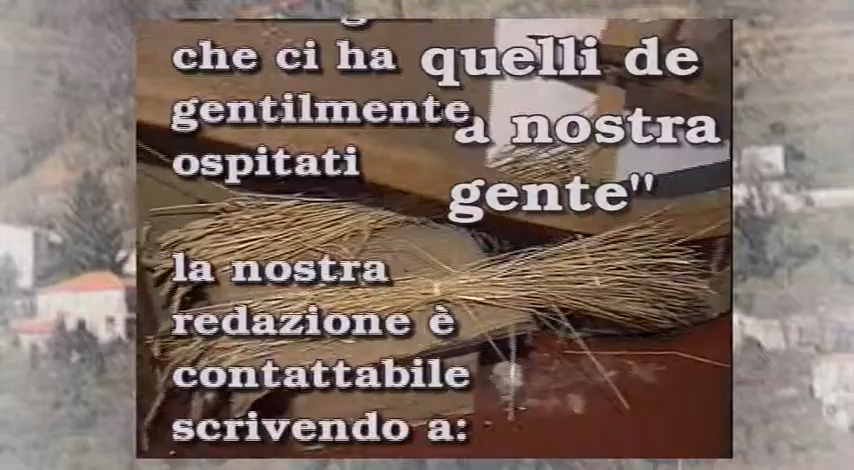 che ci ha
gentilmente
ospitati
la nostra
redazione è
contattabile
scrivendo a:
quelli de
a nostra
gente"